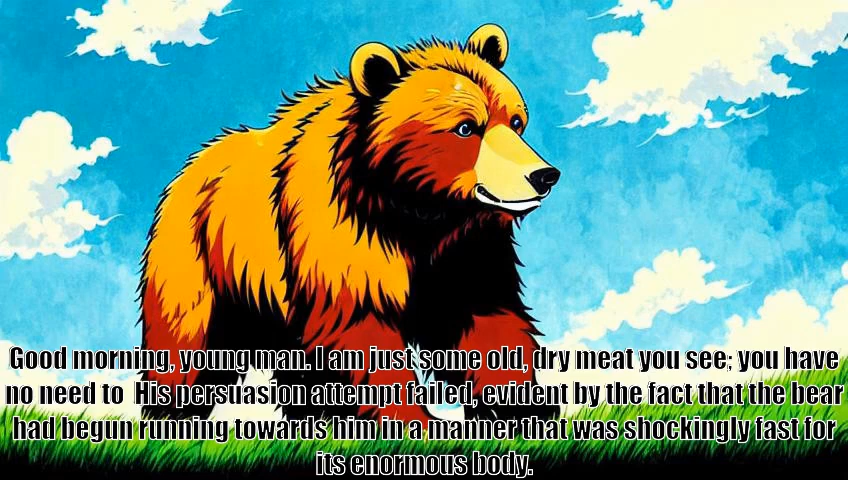 Good morning, young man. I am just some old, dry meat you see; you have
no need to  His persuasion attempt failed, evident by the fact that the bear
had begun running towards him in a manner that was shockingly fast for
its enormous body.